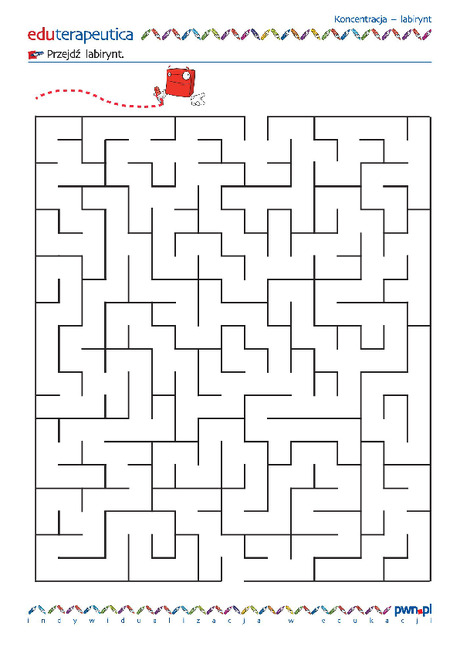 Koncentracja – labirynt
eduterapeutica
Przejdź labirynt.
pwn.pl
indywidualizacja w edukacji